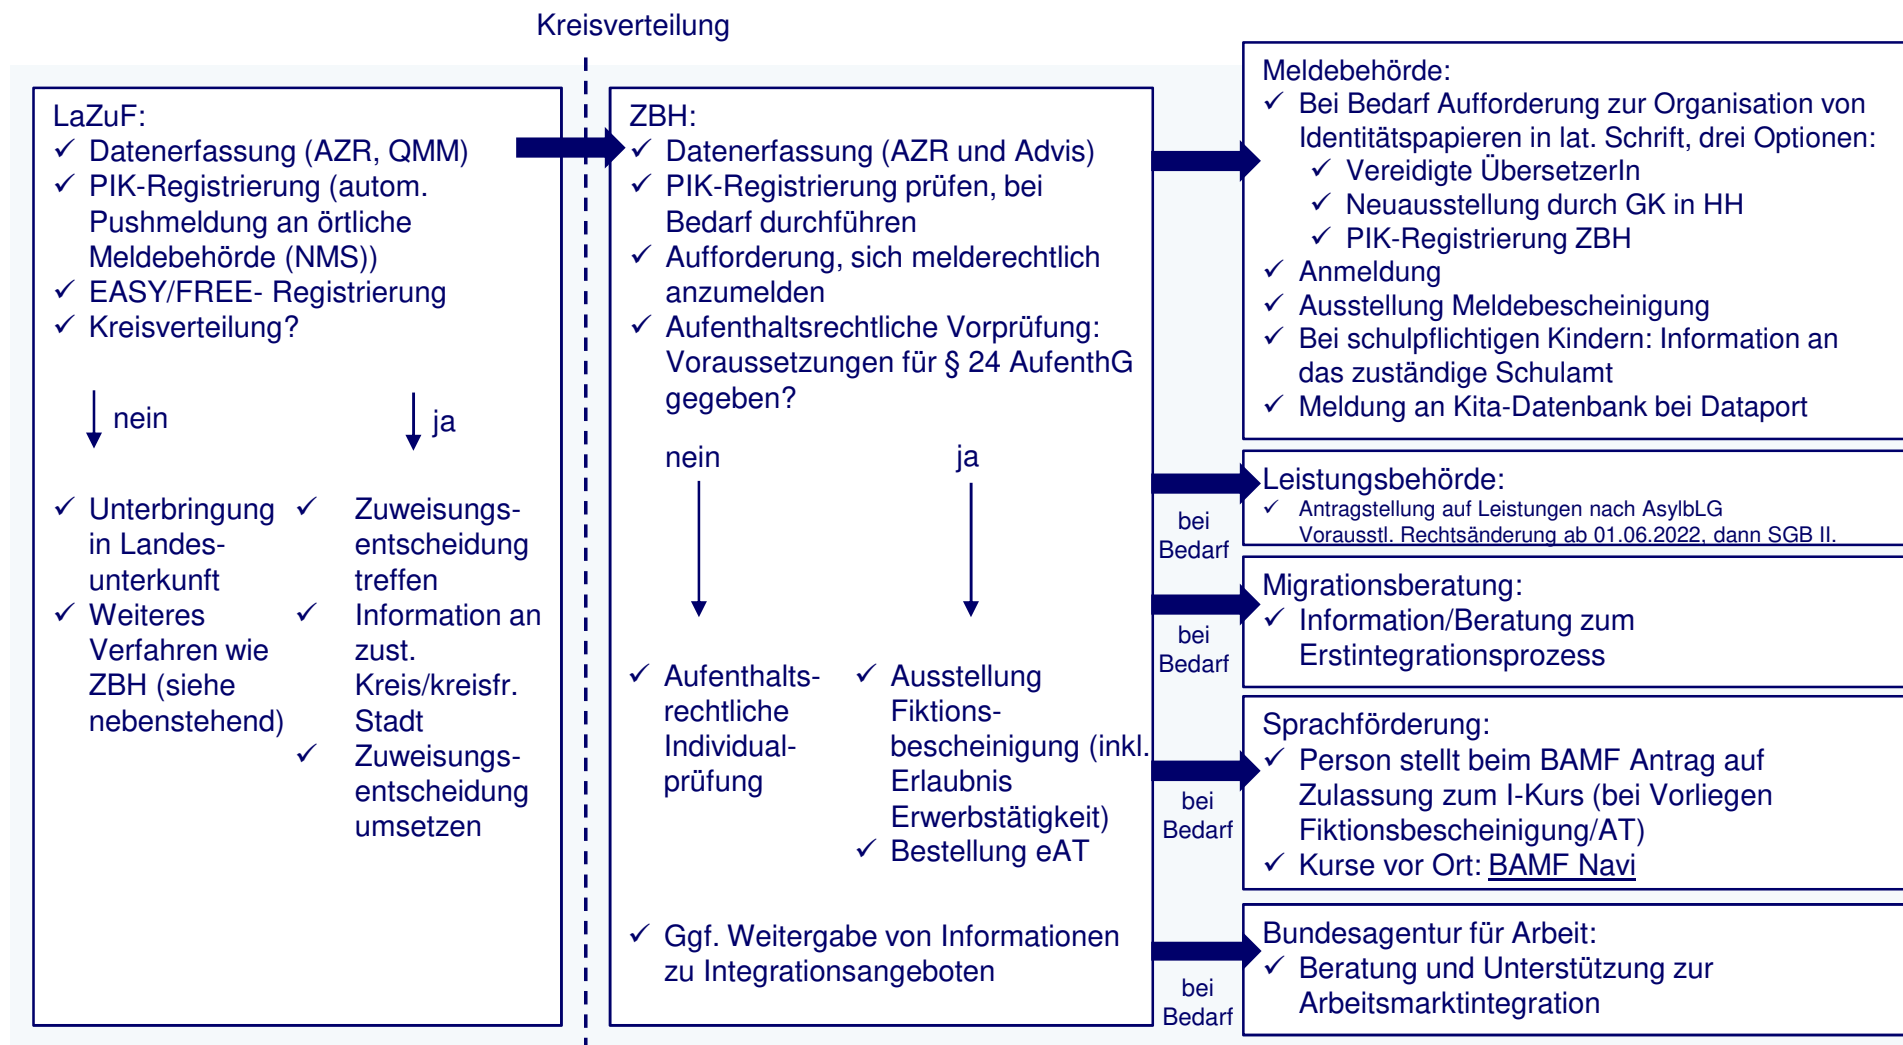 Kreisverteilung
LaZuF:
✓ Datenerfassung (AZR, QMM)
✓ PIK-Registrierung (autom.
Pushmeldung an örtliche
Meldebehörde (NMS))
✓ EASY/FREE- Registrierung
✓ Kreisverteilung?
nein
ja
✓ Unterbringung
in Landes-
unterkunft
✓ Weiteres
Verfahren wie
ZBH (siehe
nebenstehend)
✓ Zuweisungs-
entscheidung
treffen
✓ Information an
zust.
Kreis/kreisfr.
Stadt
✓ Zuweisungs-
entscheidung
umsetzen
ZBH:
✓ Datenerfassung (AZR und Advis)
✓ PIK-Registrierung prüfen, bei
Bedarf durchführen
✓ Aufforderung, sich melderechtlich
anzumelden
✓ Aufenthaltsrechtliche Vorprüfung:
Voraussetzungen für § 24 AufenthG
gegeben?
nein
ja
✓ Aufenthalts-
rechtliche
Individual-
prüfung
✓ Ausstellung
Fiktions-
bescheinigung (inkl.
Erlaubnis
Erwerbstätigkeit)
✓ Bestellung eAT
✓ Ggf. Weitergabe von Informationen
zu Integrationsangeboten
Meldebehörde:
✓ Bei Bedarf Aufforderung zur Organisation von
Identitätspapieren in lat. Schrift, drei Optionen:
✓ Vereidigte ÜbersetzerIn
✓ Neuausstellung durch GK in HH
✓ PIK-Registrierung ZBH
✓ Anmeldung
✓ Ausstellung Meldebescheinigung
✓ Bei schulpflichtigen Kindern: Information an
das zuständige Schulamt
✓ Meldung an Kita-Datenbank bei Dataport
bei
Bedarf
Leistungsbehörde:
✓ Antragstellung auf Leistungen nach AsylbLG
Vorausstl. Rechtsänderung ab 01.06.2022, dann SGB II.
bei
Bedarf
Migrationsberatung:
✓ Information/Beratung zum
Erstintegrationsprozess
bei
Bedarf
Sprachförderung:
✓ Person stellt beim BAMF Antrag auf
Zulassung zum I-Kurs (bei Vorliegen
Fiktionsbescheinigung/AT)
✓ Kurse vor Ort: BAMF Navi
bei
Bedarf
Bundesagentur für Arbeit:
✓ Beratung und Unterstützung zur
Arbeitsmarktintegration